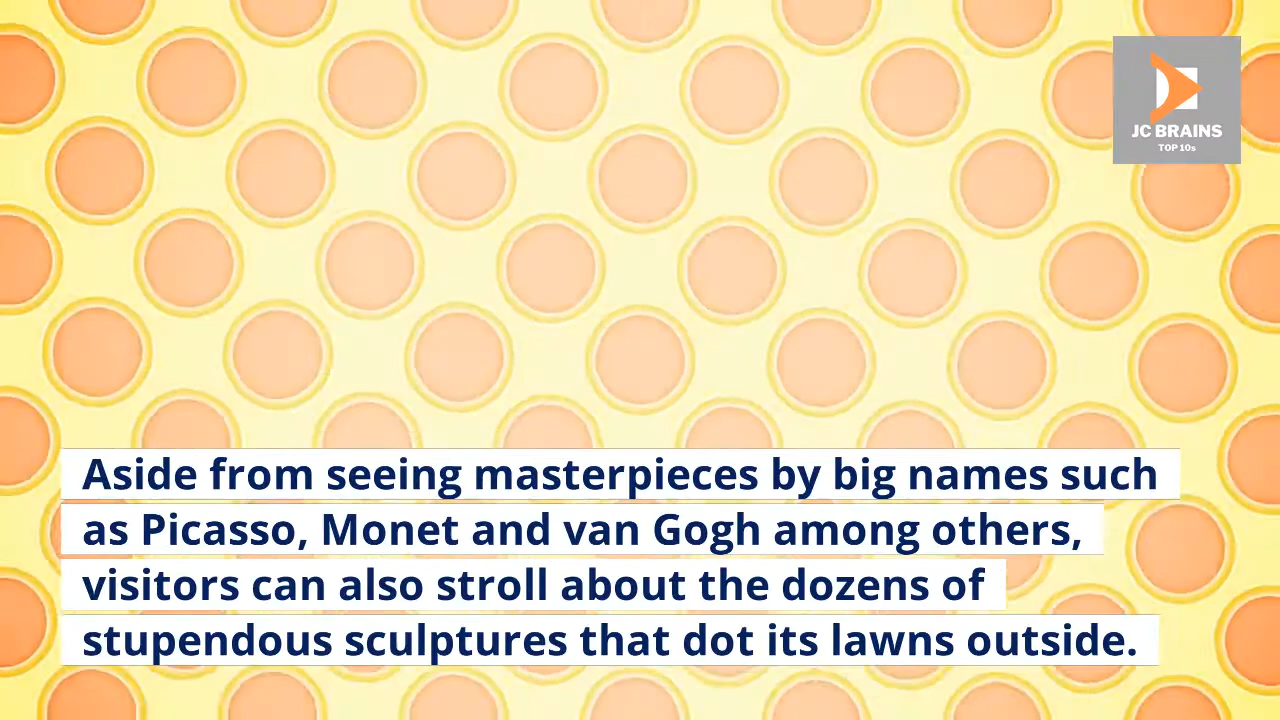 JC BRAINS
TOP 10s
Aside from seeing masterpieces by big names such
as Picasso, Monet and van Gogh among others,
visitors can also stroll about the dozens of
stupendous sculptures that dot its lawns outside.